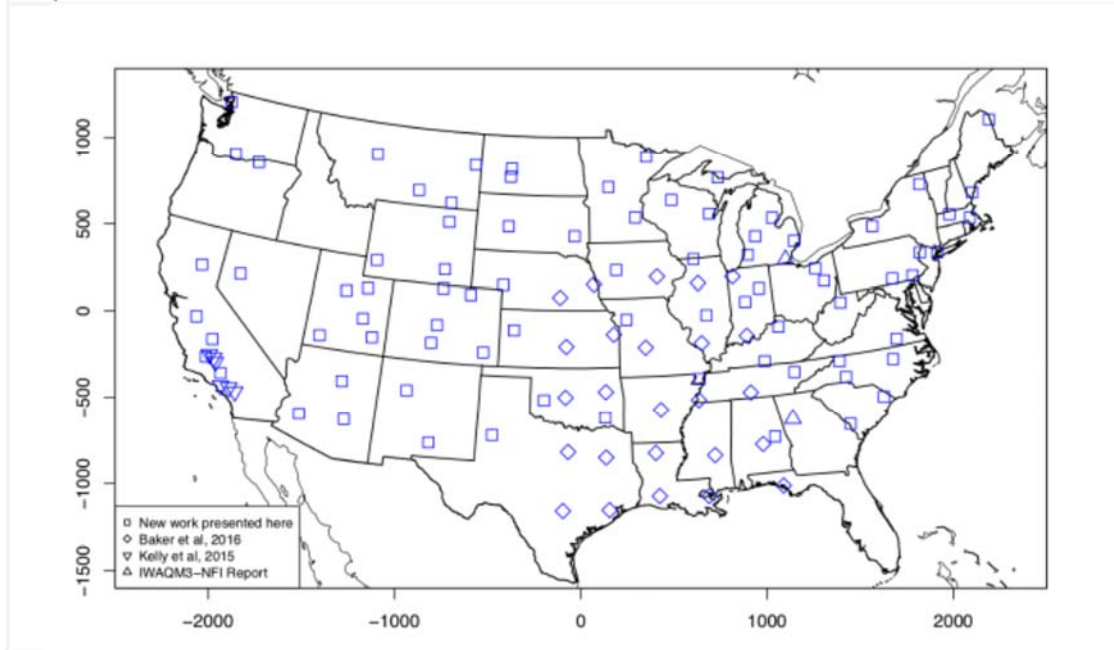 1000
500
0
−500
−1000
−1500
New work presented here
Baker et al, 2016
Kelly et al, 2015
IWAQM3−NFI Report
−2000
−1000
0
1000
2000